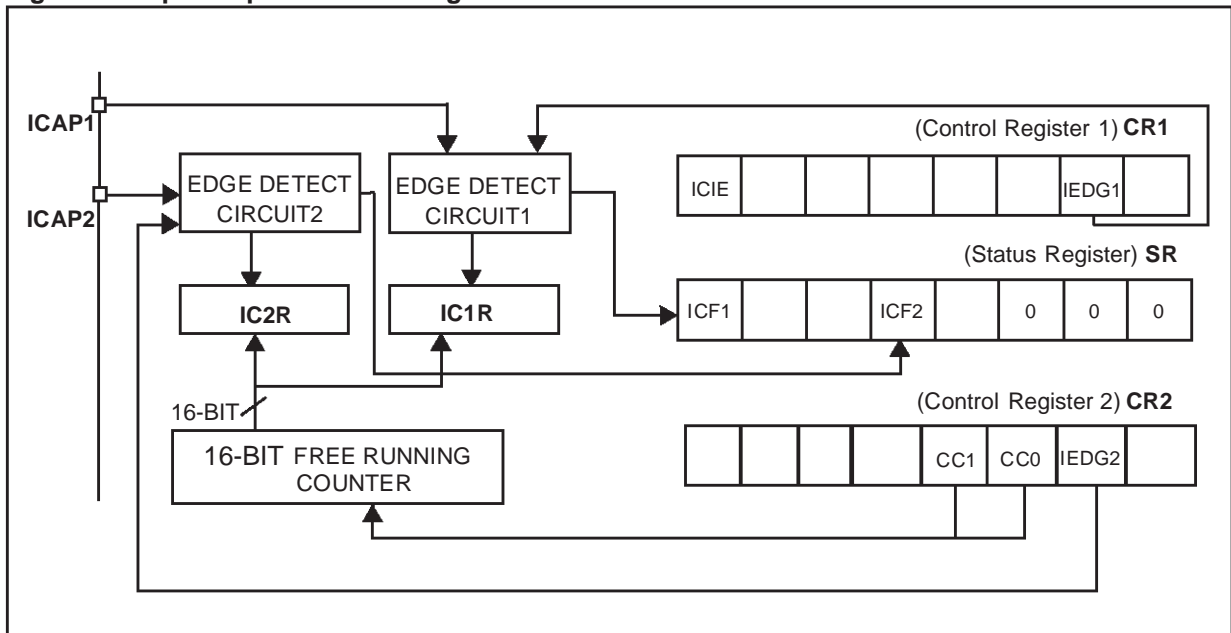 ICAP1
ICAP2
EDGE DETECT
CIRCUIT2
EDGE DETECT
CIRCUIT1
IC2R
IC1R
16-BIT
16-BIT FREE RUNNING
COUNTER
(Control Register 1) CR1
ICIE IEDG1
(Status Register) SR
ICF1 ICF2 0 0 0
(Control Register 2) CR2
CC1 CC0 IEDG2